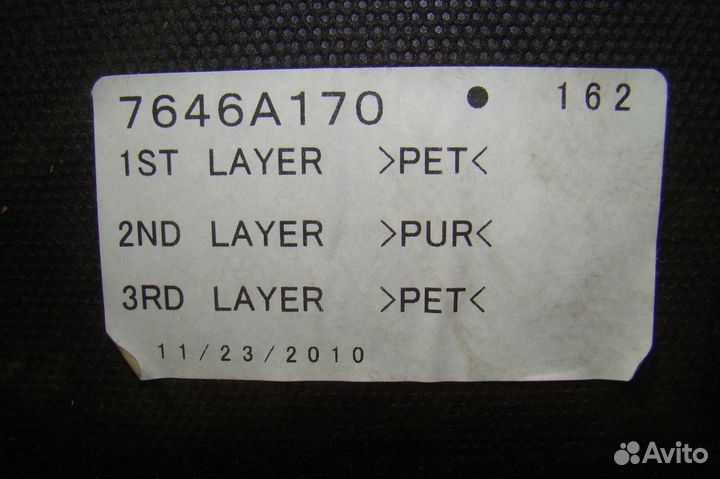 7646A170 ● 162
1ST LAYER >PET<
2ND LAYER >PUR<
3RD LAYER >PET<
11/23/2010
Avito